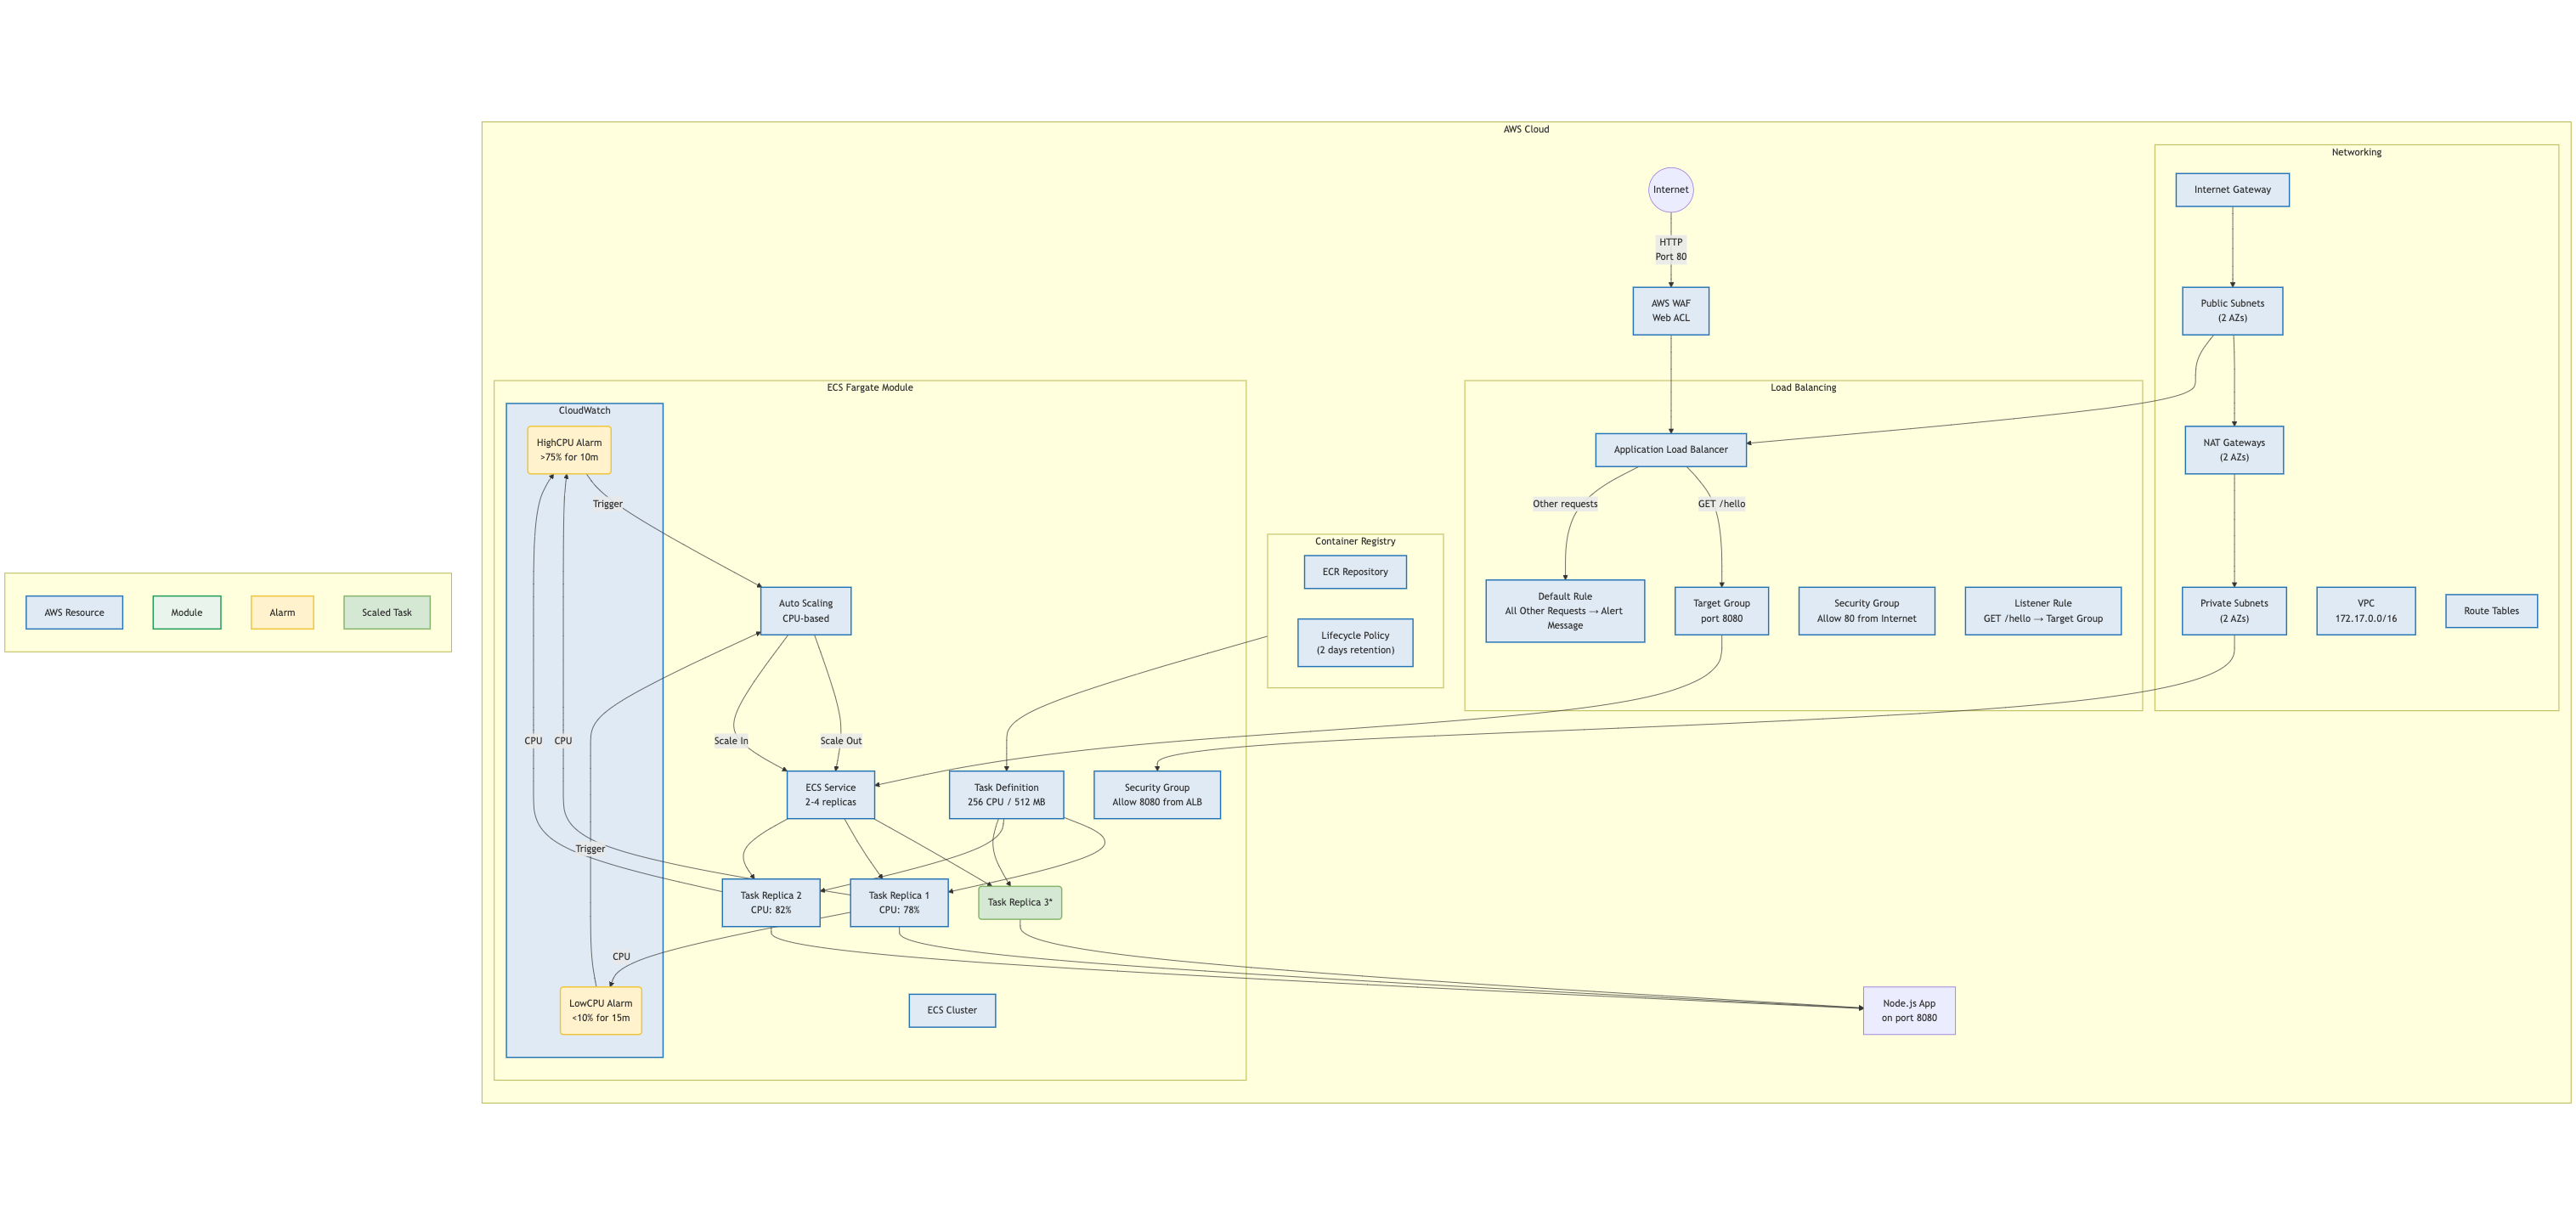 AWS Cloud
Networking
Internet
Internet Gateway
HTTP
Port 80
AWS WAF
Web ACL
Public Subnets
(2 AZs)
ECS Fargate Module
Load Balancing
CloudWatch
HighCPU Alarm
>75% for 10m
Application Load Balancer
NAT Gateways
(2 AZs)
Trigger
Other requests
GET /hello
Container Registry
ECR Repository
AWS Resource
Module
Alarm
Scaled Task
Auto Scaling
CPU-based
Lifecycle Policy
(2 days retention)
Default Rule
All Other Requests → Alert
Message
Target Group
port 8080
Security Group
Allow 80 from Internet
Listener Rule
GET /hello → Target Group
Private Subnets
(2 AZs)
VPC
172.17.0.0/16
Route Tables
CPU
CPU
Scale In
Scale Out
ECS Service
2-4 replicas
Task Definition
256 CPU / 512 MB
Security Group
Allow 8080 from ALB
Trigger
Task Replica 2
CPU: 82%
Task Replica 1
CPU: 78%
Task Replica 3*
CPU
LowCPU Alarm
<10% for 15m
ECS Cluster
Node.js App
on port 8080